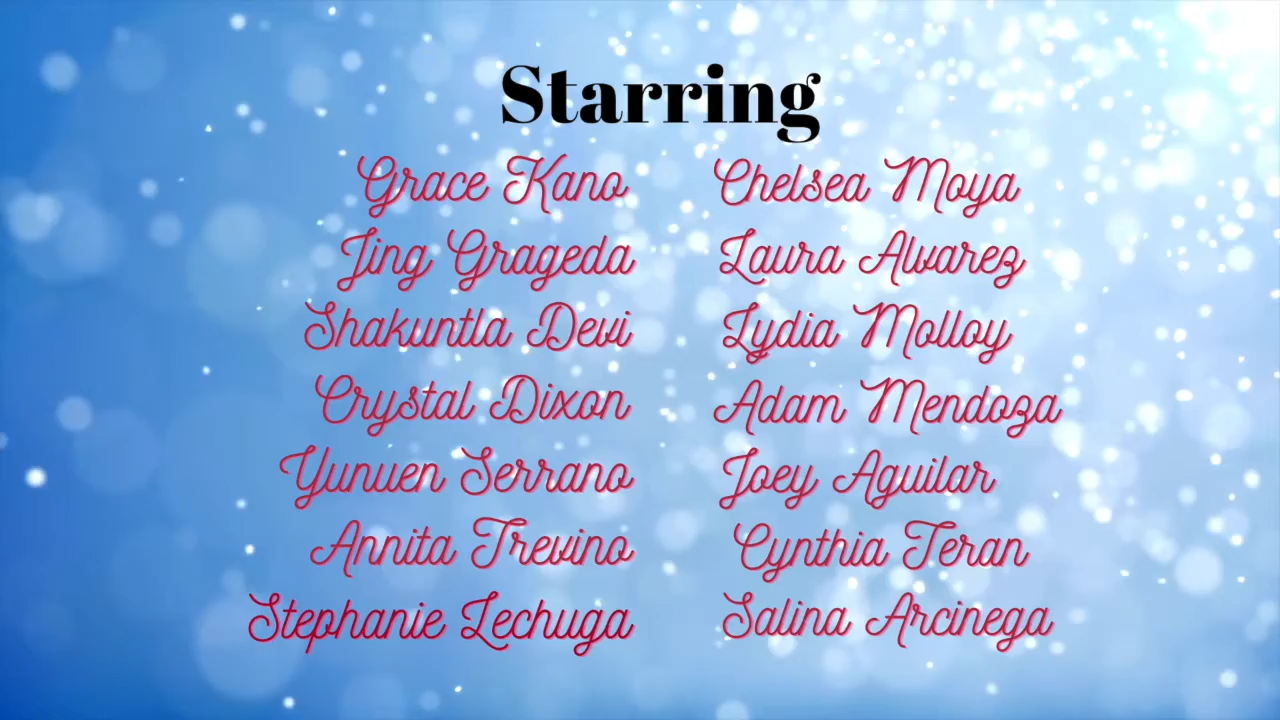 Starring
Grace Kano
Jing Grageda
Shakuntla Devi
Crystal Dixon
Yunuen Serrano
Annita Trevino
Stephanie Lechuga
Chelsea Moya
Laura Alvarez
Lydia Molloy
Adam Mendoza
Joey Aguilar
Cynthia Teran
Salina Arcinega